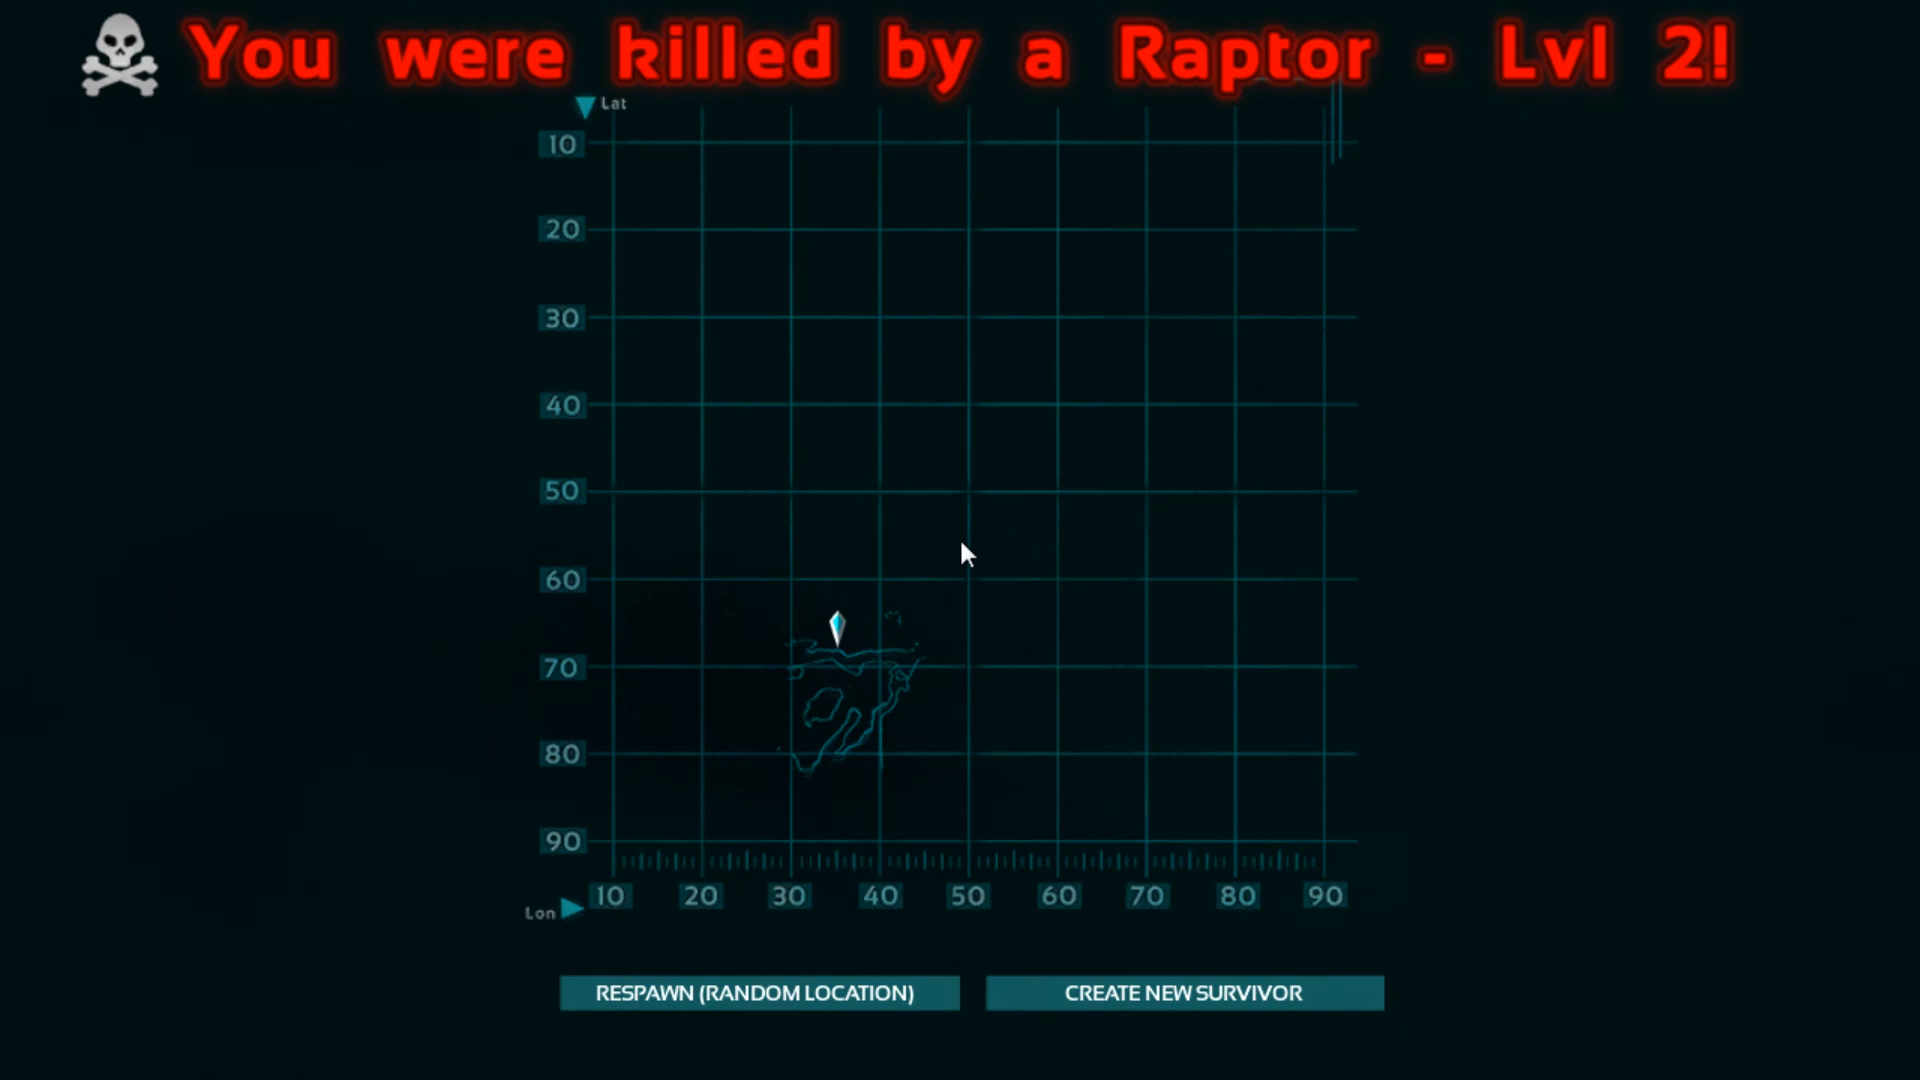 You were killed by a Raptor - Lvl 2!
Lat
10
20
30
40
50
60
70
80
90
10 20 30 40 50 60 70 80 90
Lon
RESPAWN (RANDOM LOCATION) CREATE NEW SURVIVOR